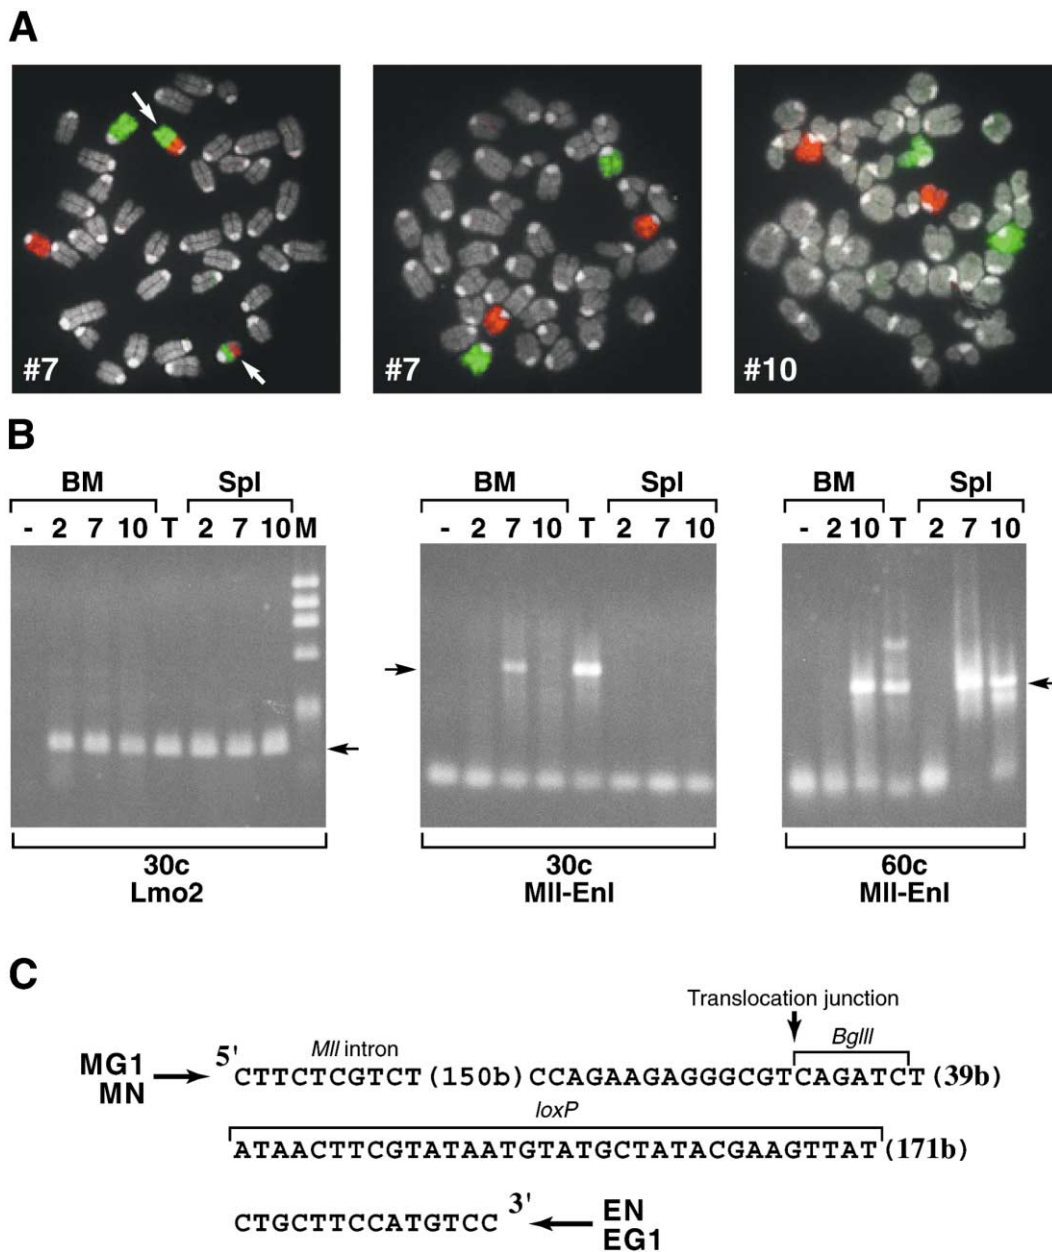 A
#7
#7
#10
B
BM Spl
- 2 7 10 T 2 7 10 M
30c
Lmo2
BM Spl
- 2 7 10 T 2 7 10
30c
Mll-Enl
BM Spl
- 2 10 T 2 7 10
60c
Mll-Enl
C
Translocation junction
BglII
Mll intron
MG1
MN
5' CTTCTCGTCT(150b)CCAGAAGAGGGCGTCAGATCT(39b)
loxP
ATAACTTCGTATAATGTATGCTATACGAAGTTAT(171b)
CTGCTTCCATGTCC 3'
EN
EG1